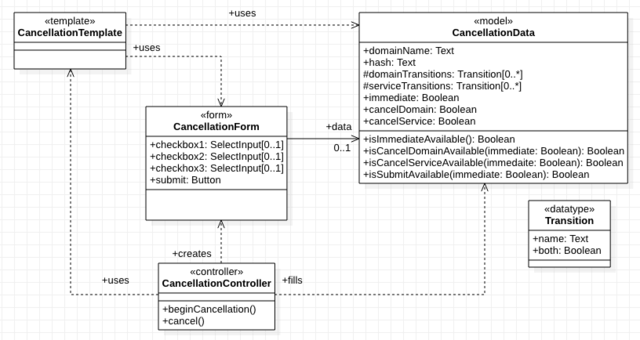 «template»
CancellationTemplate
+uses
+uses
«model»
CancellationData
+domainName: Text
+hash: Text
#domainTransitions: Transition[0..*]
#serviceTransitions: Transition[0..*]
+immediate: Boolean
+cancelDomain: Boolean
+cancelService: Boolean
+isImmediateAvailable(): Boolean
+isCancelDomainAvailable(immediate: Boolean): Boolean
+isCancelServiceAvailable(immedaite: Boolean): Boolean
+isSubmitAvailable(immediate: Boolean): Boolean
«form»
CancellationForm
+checkbox1: SelectInput[0..1]
+checkbox2: SelectInput[0..1]
+checkhox3: SelectInput[0..1]
+submit: Button
+data
0..1
«datatype»
Transition
+name: Text
+both: Boolean
+creates
+uses
«controller»
CancellationController
+beginCancellation()
+cancel()
+fills